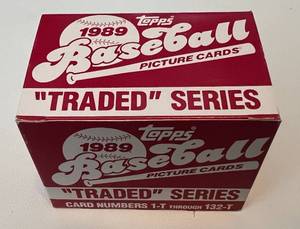 Topps
1989
Baseball
PICTURE CARDS
"TRADED" SERIES
Topps
1989
Baseball
PICTURE CARDS
"TRADED" SERIES
CARD NUMBERS 1-T THROUGH 132-T